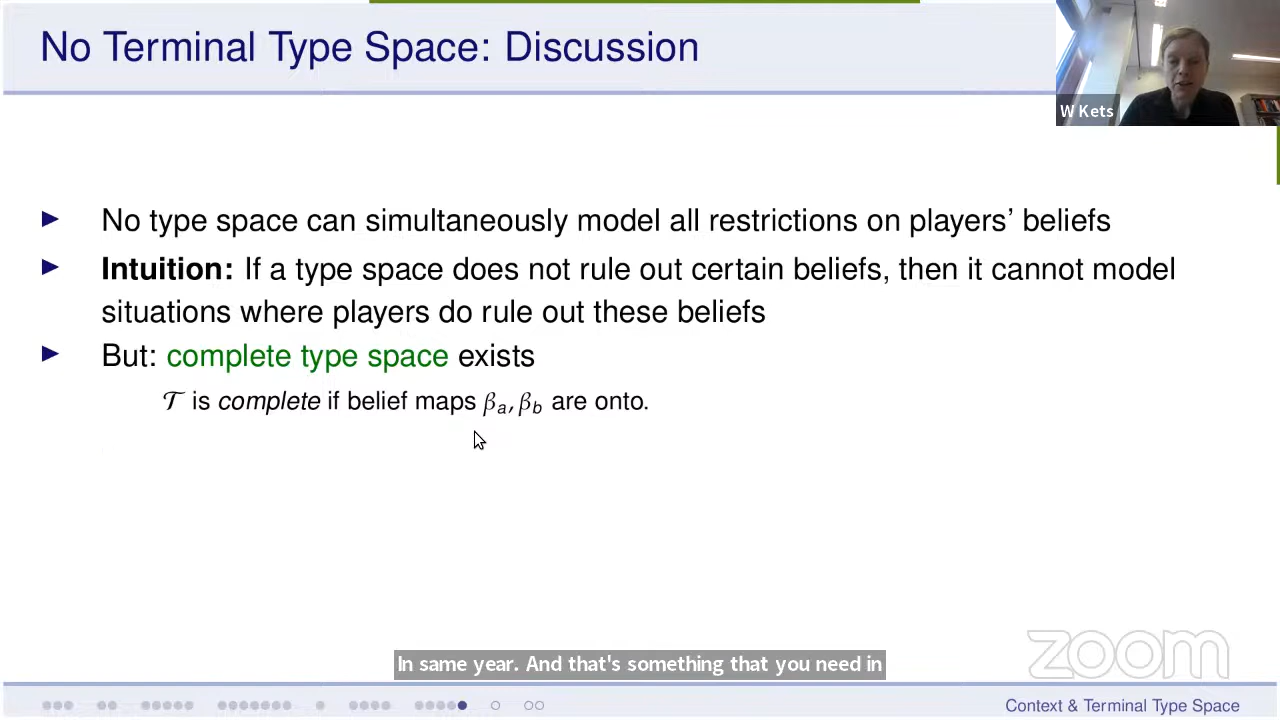 No Terminal Type Space: Discussion
W Kets
▶ No type space can simultaneously model all restrictions on players' beliefs
▶ Intuition: If a type space does not rule out certain beliefs, then it cannot model
situations where players do rule out these beliefs
▶ But: complete type space exists
𝒯 is complete if belief maps βa, βb are onto.
zoom
In same year. And that's something that you need in
Context & Terminal Type Space